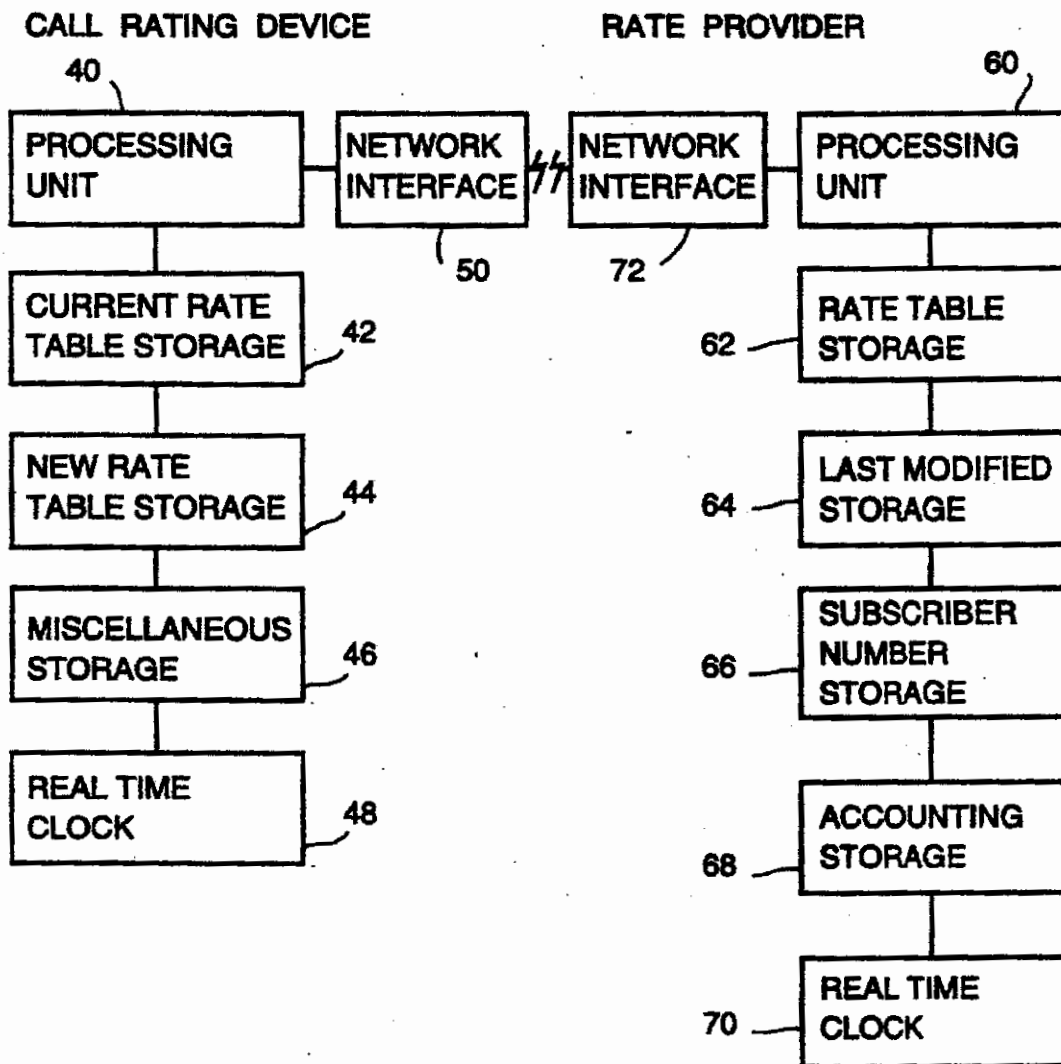 CALL RATING DEVICE
RATE PROVIDER
40
60
PROCESSING
UNIT
NETWORK
INTERFACE
NETWORK
INTERFACE
PROCESSING
UNIT
50
72
CURRENT RATE
TABLE STORAGE
42
62
RATE TABLE
STORAGE
NEW RATE
TABLE STORAGE
44
64
LAST MODIFIED
STORAGE
MISCELLANEOUS
STORAGE
46
66
SUBSCRIBER
NUMBER
STORAGE
REAL TIME
CLOCK
48
68
ACCOUNTING
STORAGE
70
REAL TIME
CLOCK